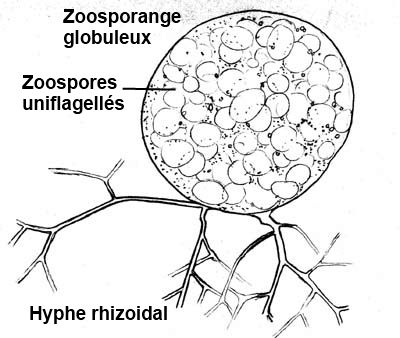 Zoosporange
globuleux
Zoospores
uniflagellés
Hyphe rhizoidal